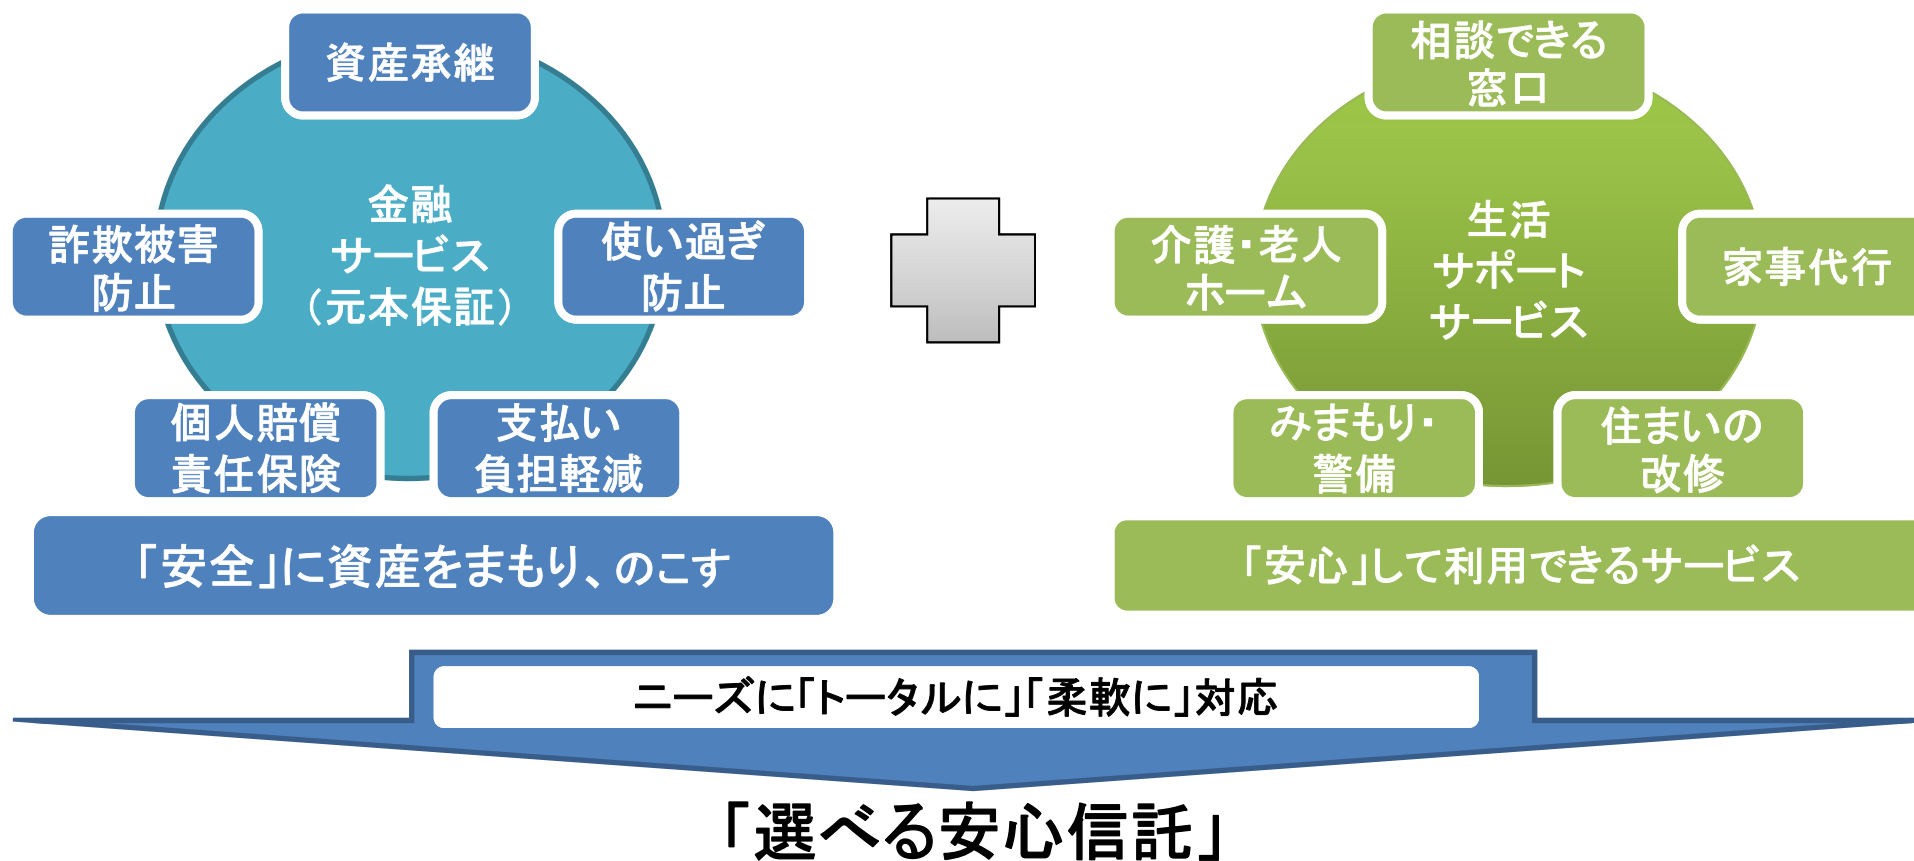 資産承継
金融
サービス
（元本保証）
詐欺被害
防止
使い過ぎ
防止
個人賠償
責任保険
支払い
負担軽減
「安全」に資産をまもり、のこす
相談できる
窓口
生活
サポート
サービス
介護・老人
ホーム
家事代行
みまもり・
警備
住まいの
改修
「安心」して利用できるサービス
ニーズに「トータルに」「柔軟に」対応
「選べる安心信託」